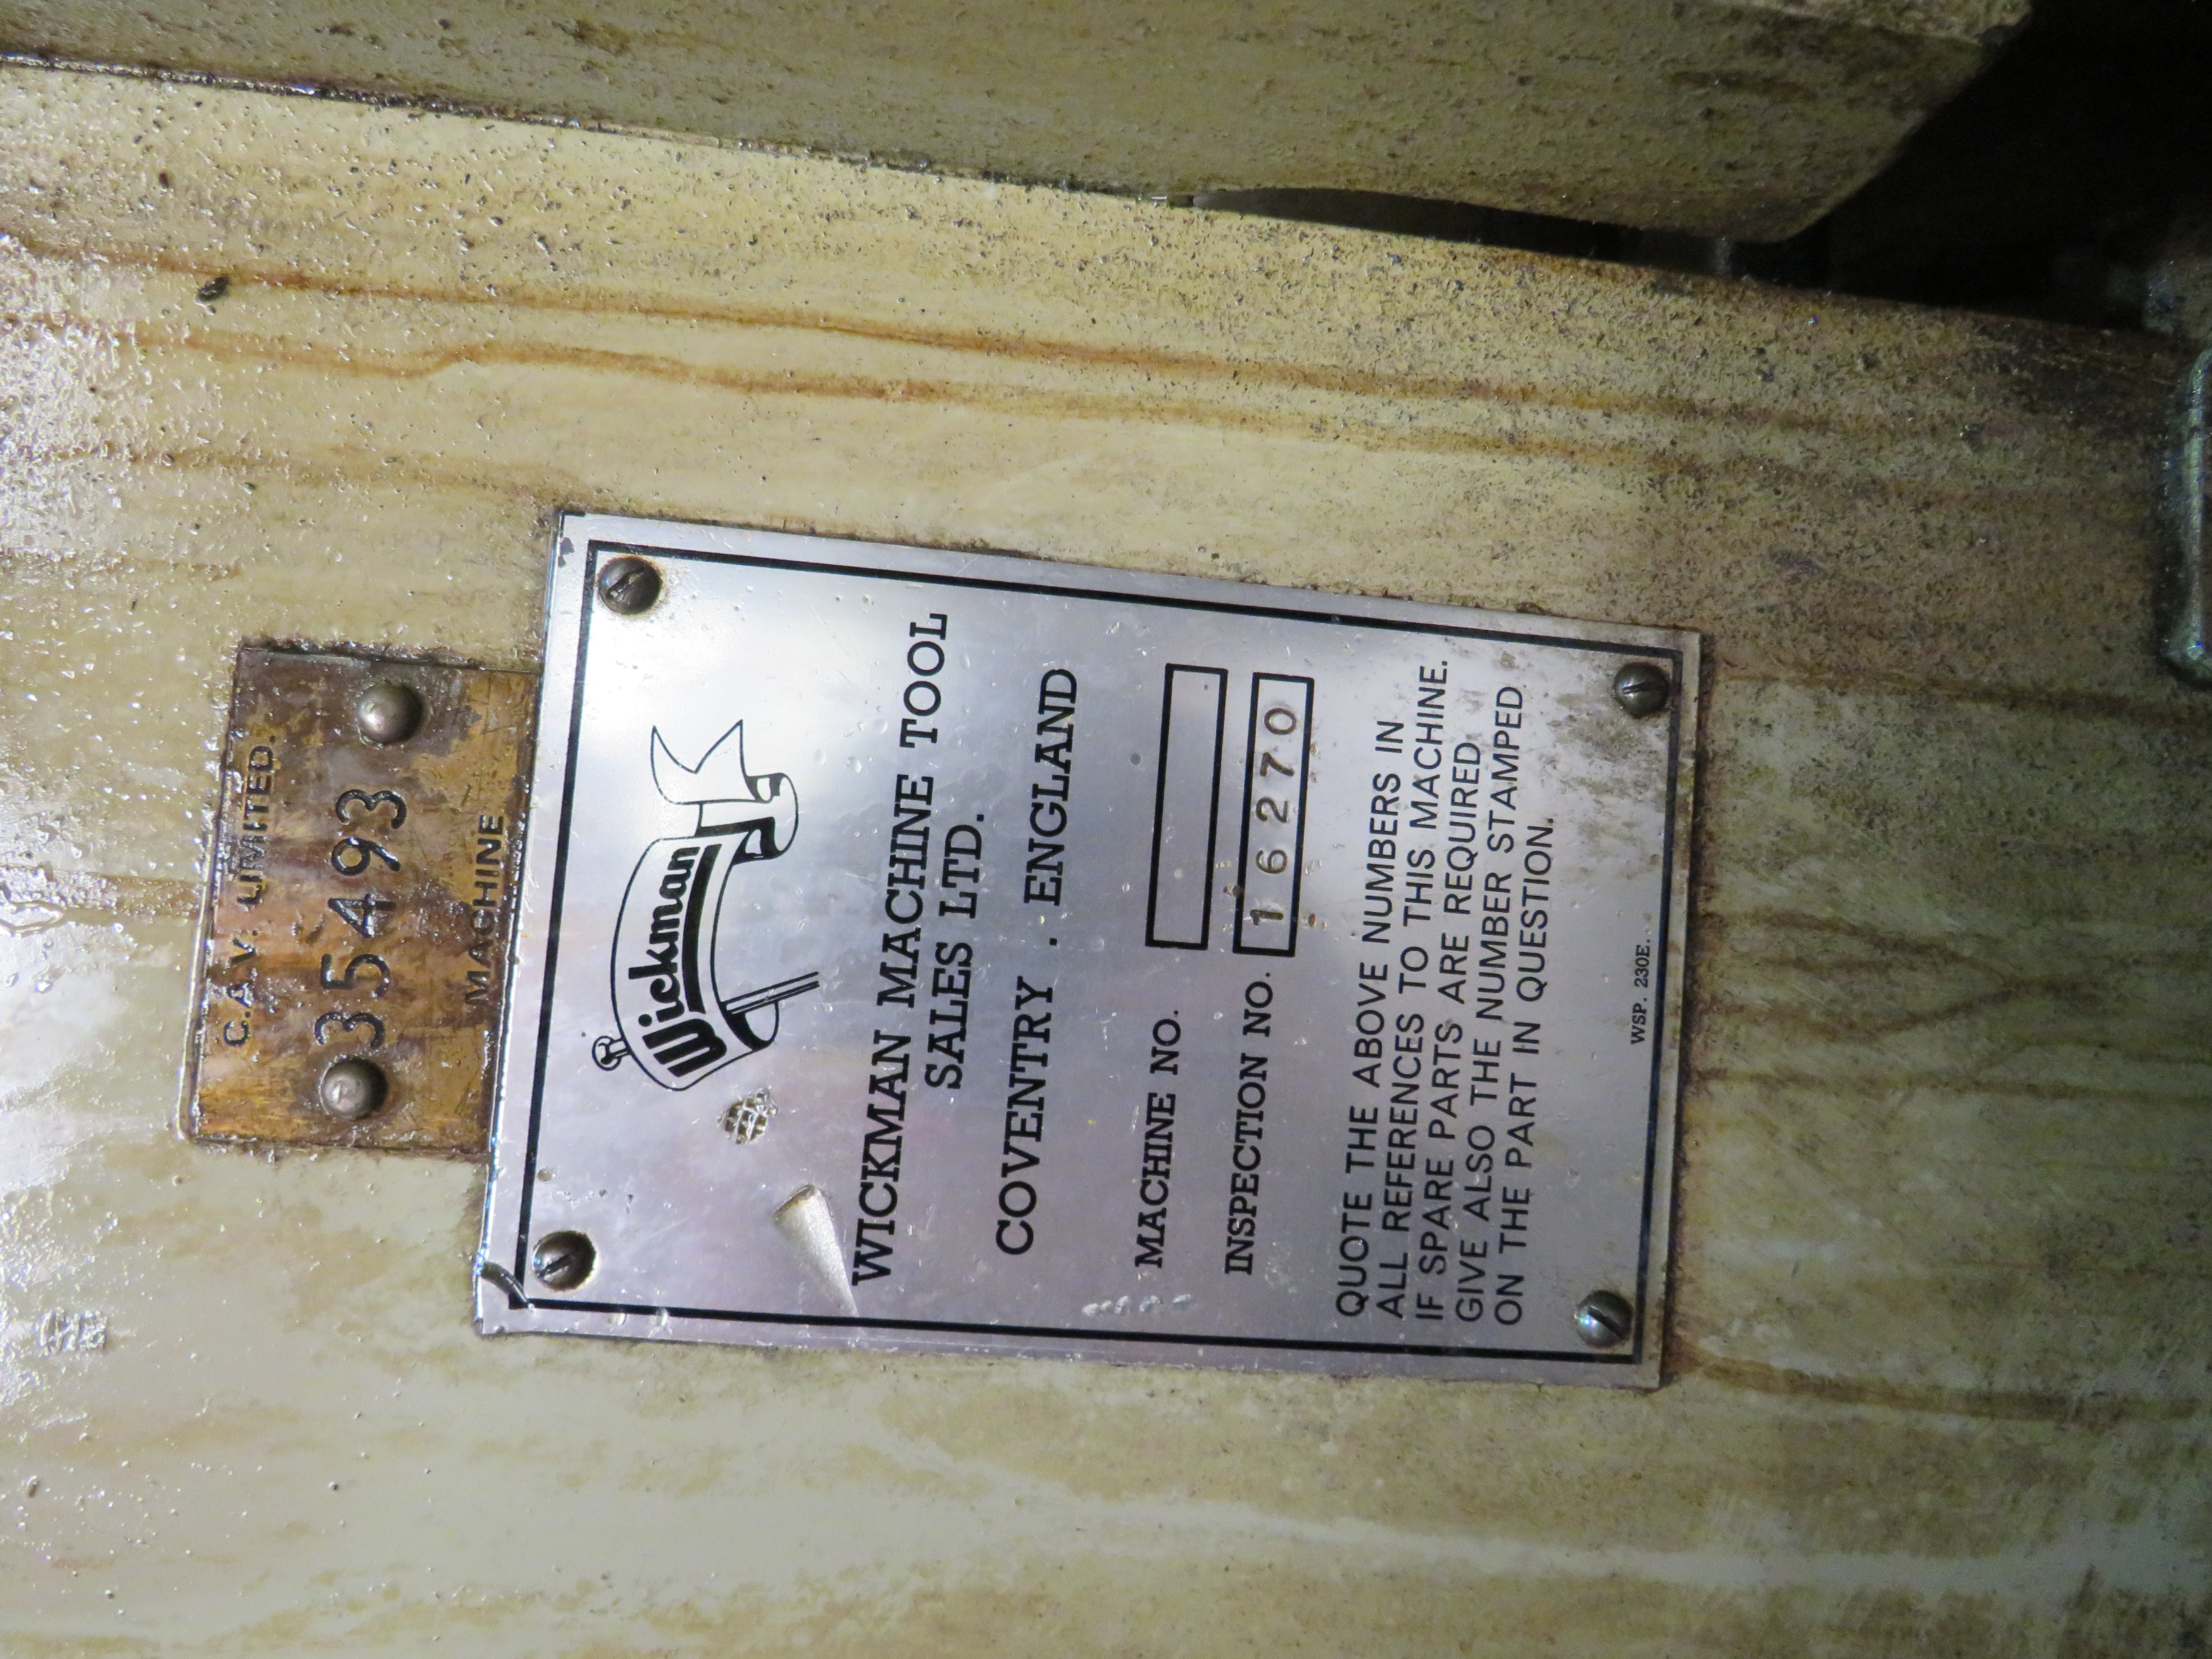 C.A.V. LIMITED.
35493
MACHINE
Wickman
WICKMAN MACHINE TOOL
SALES LTD.
COVENTRY . ENGLAND
MACHINE NO.
INSPECTION NO. 16270
QUOTE THE ABOVE NUMBERS IN
ALL REFERENCES TO THIS MACHINE.
IF SPARE PARTS ARE REQUIRED
GIVE ALSO THE NUMBER STAMPED
ON THE PART IN QUESTION.
WSP. 230E.